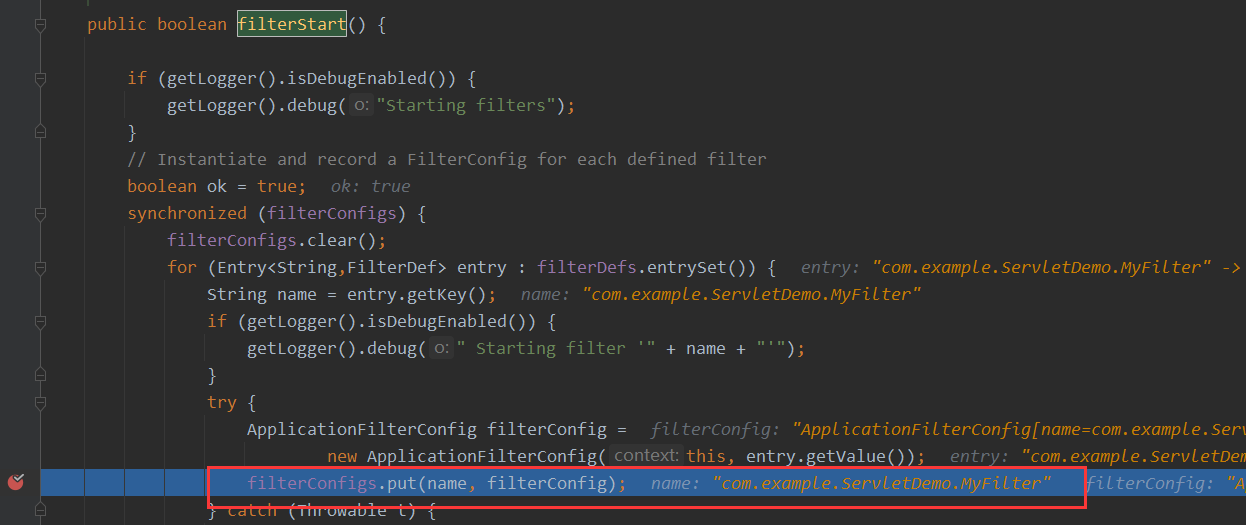 public boolean filterStart() {
if (getLogger().isDebugEnabled()) {
getLogger().debug( o: "Starting filters");
}
// Instantiate and record a FilterConfig for each defined filter
boolean ok = true; ok: true
synchronized (filterConfigs) {
filterConfigs.clear();
for (Entry<String,FilterDef> entry : filterDefs.entrySet()) { entry: "com.example.ServletDemo.MyFilter" ->
String name = entry.getKey(); name: "com.example.ServletDemo.MyFilter"
if (getLogger().isDebugEnabled()) {
getLogger().debug( o: " Starting filter '" + name + "'");
}
try {
ApplicationFilterConfig filterConfig = filterConfig: "ApplicationFilterConfig[name=com.example.Serv
new ApplicationFilterConfig( context: this, entry.getValue()); entry: "com.example.ServletDem
filterConfigs.put(name, filterConfig); name: "com.example.ServletDemo.MyFilter" filterConfig: "A
} catch (Throwable t) {